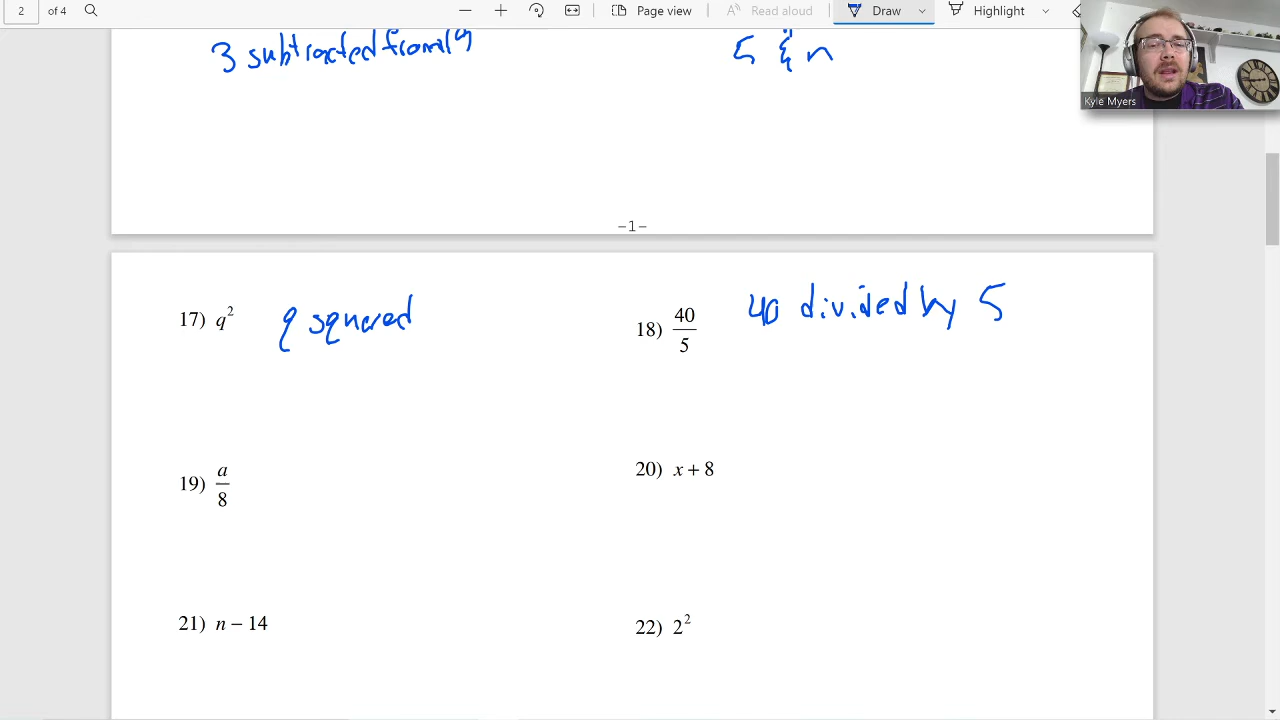 2 of 4 Page view Read aloud Draw Highlight
Kyle Myers
3 subtracted from 19
5 & n
-1-
17) q² q squared
18) 40/5 40 divided by 5
19) a/8
20) x + 8
21) n − 14
22) 2²